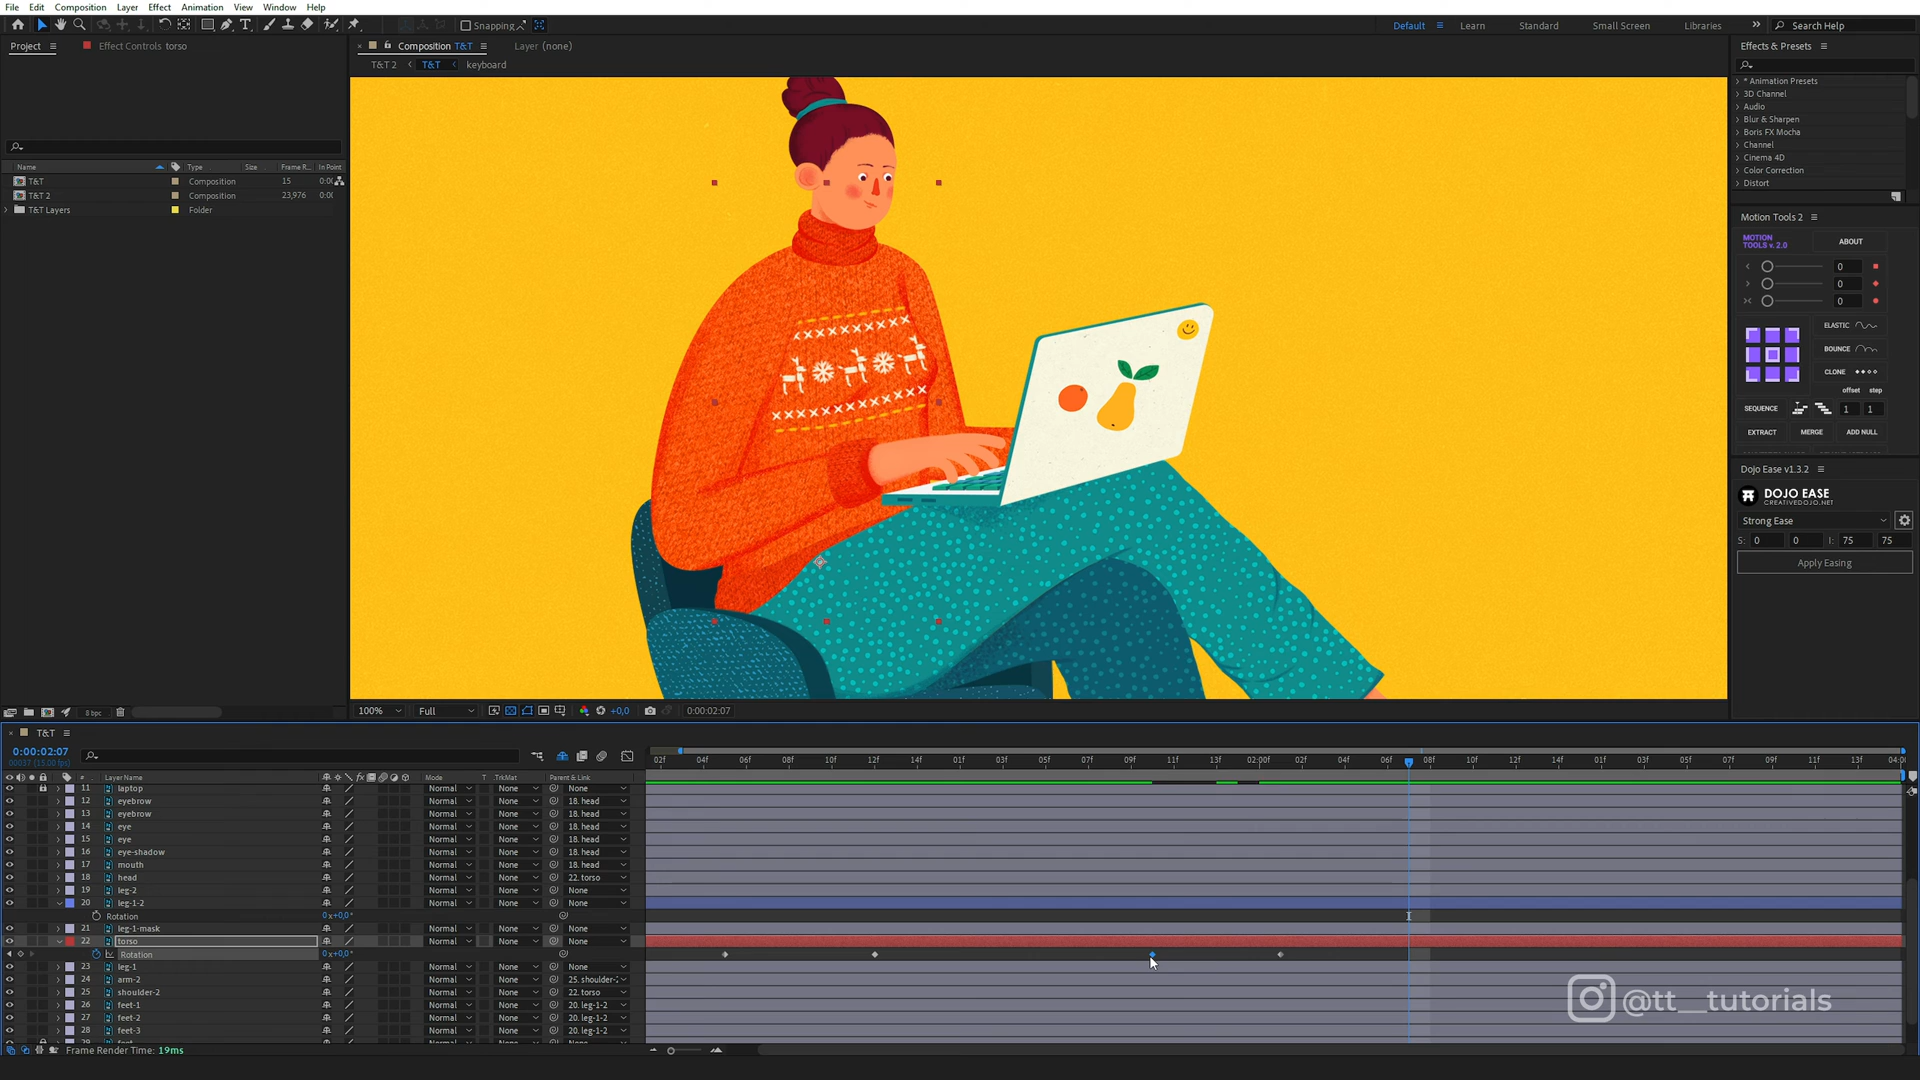 File Edit Composition Layer Effect Animation View Window Help
Snapping
Default Learn Standard Small Screen Libraries Search Help
Project Effect Controls torso
Composition T&T Layer (none)
T&T 2 T&T keyboard
Name Type Size Frame R... In Point
T&T Composition 15 0:00
T&T 2 Composition 23,976 0:00
T&T Layers Folder
Effects & Presets
* Animation Presets
3D Channel
Audio
Blur & Sharpen
Boris FX Mocha
Channel
Cinema 4D
Color Correction
Distort
Motion Tools 2
MOTION TOOLS v. 2.0 ABOUT
0
0
0
ELASTIC
BOUNCE
CLONE
offset step
SEQUENCE 1 1
EXTRACT MERGE ADD NULL
Dojo Ease v1.3.2
DOJO EASE
CREATIVEDOJO.NET
Strong Ease
S: 0 0 I: 75 75
Apply Easing
8 bpc
100% Full +0,0 0:00:02:07
T&T
0:00:02:07
00037 (15.00 fps)
02f 04f 06f 08f 10f 12f 14f 01f 03f 05f 07f 09f 11f 13f 02:00f 02f 04f 06f 08f 10f 12f 14f 01f 03f 05f 07f 09f 11f 13f 04:0
# Layer Name Mode T .TrkMat Parent & Link
11 laptop Normal None None
12 eyebrow Normal None 18. head
13 eyebrow Normal None 18. head
14 eye Normal None 18. head
15 eye Normal None 18. head
16 eye-shadow Normal None 18. head
17 mouth Normal None 18. head
18 head Normal None 22. torso
19 leg-2 Normal None None
20 leg-1-2 Normal None None
Rotation 0x+0,0°
21 leg-1-mask Normal None None
22 torso Normal None None
Rotation 0x+0,0°
23 leg-1 Normal None None
24 arm-2 Normal None 25. shoulder-
25 shoulder-2 Normal None 22. torso
26 feet-1 Normal None 20. leg-1-2
27 feet-2 Normal None 20. leg-1-2
28 feet-3 Normal None 20. leg-1-2
Frame Render Time: 19ms
@tt__tutorials